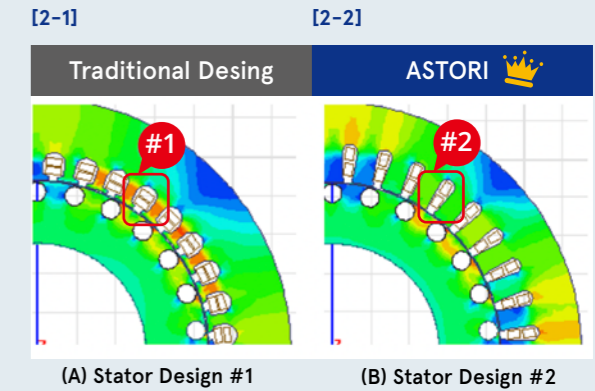 [2-1]
[2-2]
Traditional Desing
ASTORI
#1
#2
(A) Stator Design #1
(B) Stator Design #2